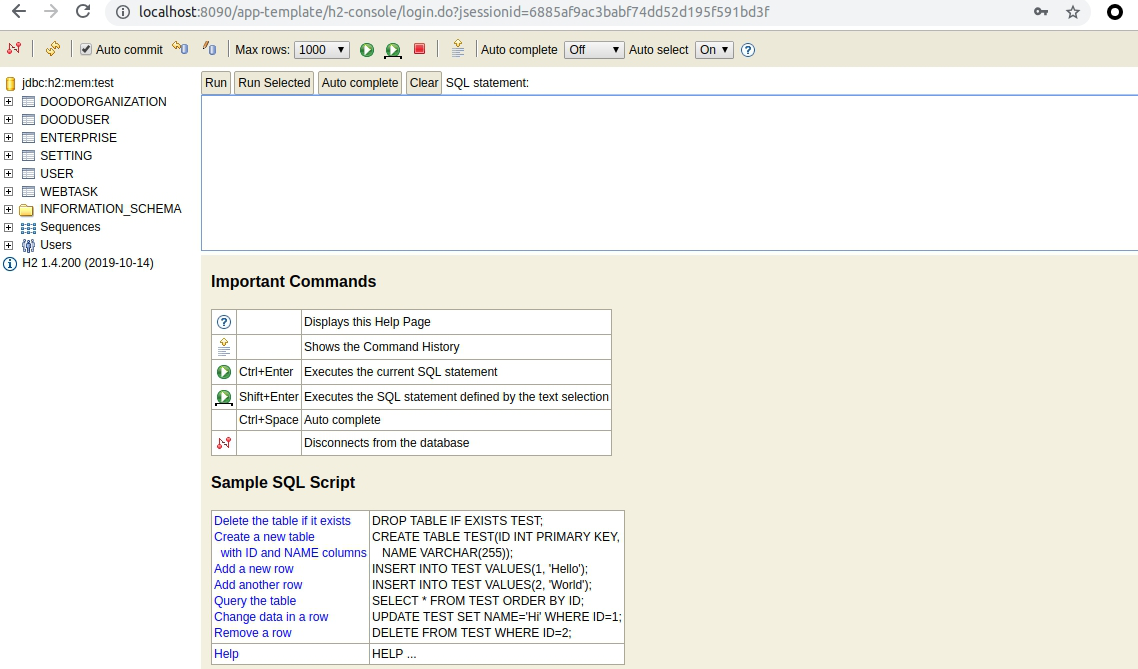 localhost:8090/app-template/h2-console/login.do?jsessionid=6885af9ac3babf74dd52d195f591bd3f
Auto commit Max rows: 1000 Auto complete Off Auto select On
jdbc:h2:mem:test
DOODORGANIZATION
DOODUSER
ENTERPRISE
SETTING
USER
WEBTASK
INFORMATION_SCHEMA
Sequences
Users
H2 1.4.200 (2019-10-14)
Run Run Selected Auto complete Clear SQL statement:
Important Commands
Displays this Help Page
Shows the Command History
Ctrl+Enter Executes the current SQL statement
Shift+Enter Executes the SQL statement defined by the text selection
Ctrl+Space Auto complete
Disconnects from the database
Sample SQL Script
Delete the table if it exists DROP TABLE IF EXISTS TEST;
Create a new table CREATE TABLE TEST(ID INT PRIMARY KEY,
with ID and NAME columns NAME VARCHAR(255));
Add a new row INSERT INTO TEST VALUES(1, 'Hello');
Add another row INSERT INTO TEST VALUES(2, 'World');
Query the table SELECT * FROM TEST ORDER BY ID;
Change data in a row UPDATE TEST SET NAME='Hi' WHERE ID=1;
Remove a row DELETE FROM TEST WHERE ID=2;
Help HELP ...